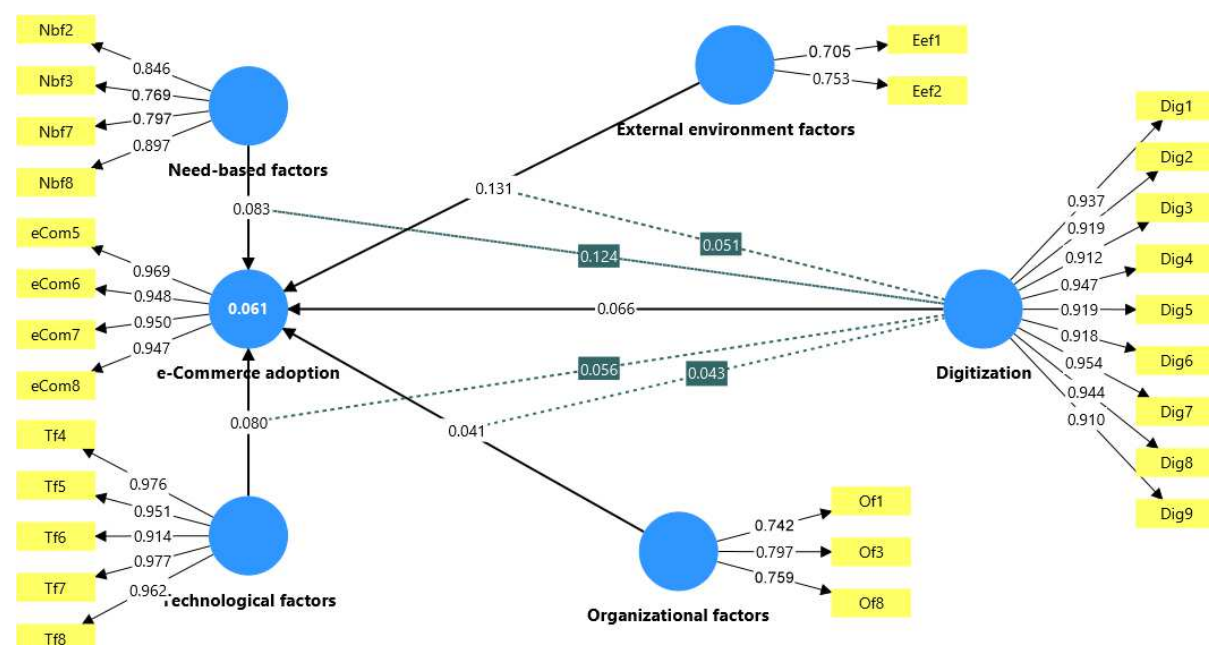 Nbf2
Nbf3
Nbf7
Nbf8
0.846
0.769
0.797
0.897
Need-based factors
0.083
eCom5
eCom6
eCom7
eCom8
0.969
0.948
0.950
0.947
0.061
e-Commerce adoption
0.080
Tf4
Tf5
Tf6
Tf7
Tf8
0.976
0.951
0.914
0.977
0.962
Technological factors
External environment factors
0.705
0.753
Eef1
Eef2
0.131
0.051
0.124
0.066
0.056
0.043
0.041
Organizational factors
0.742
0.797
0.759
Of1
Of3
Of8
Digitization
0.937
0.919
0.912
0.947
0.919
0.918
0.954
0.944
0.910
Dig1
Dig2
Dig3
Dig4
Dig5
Dig6
Dig7
Dig8
Dig9